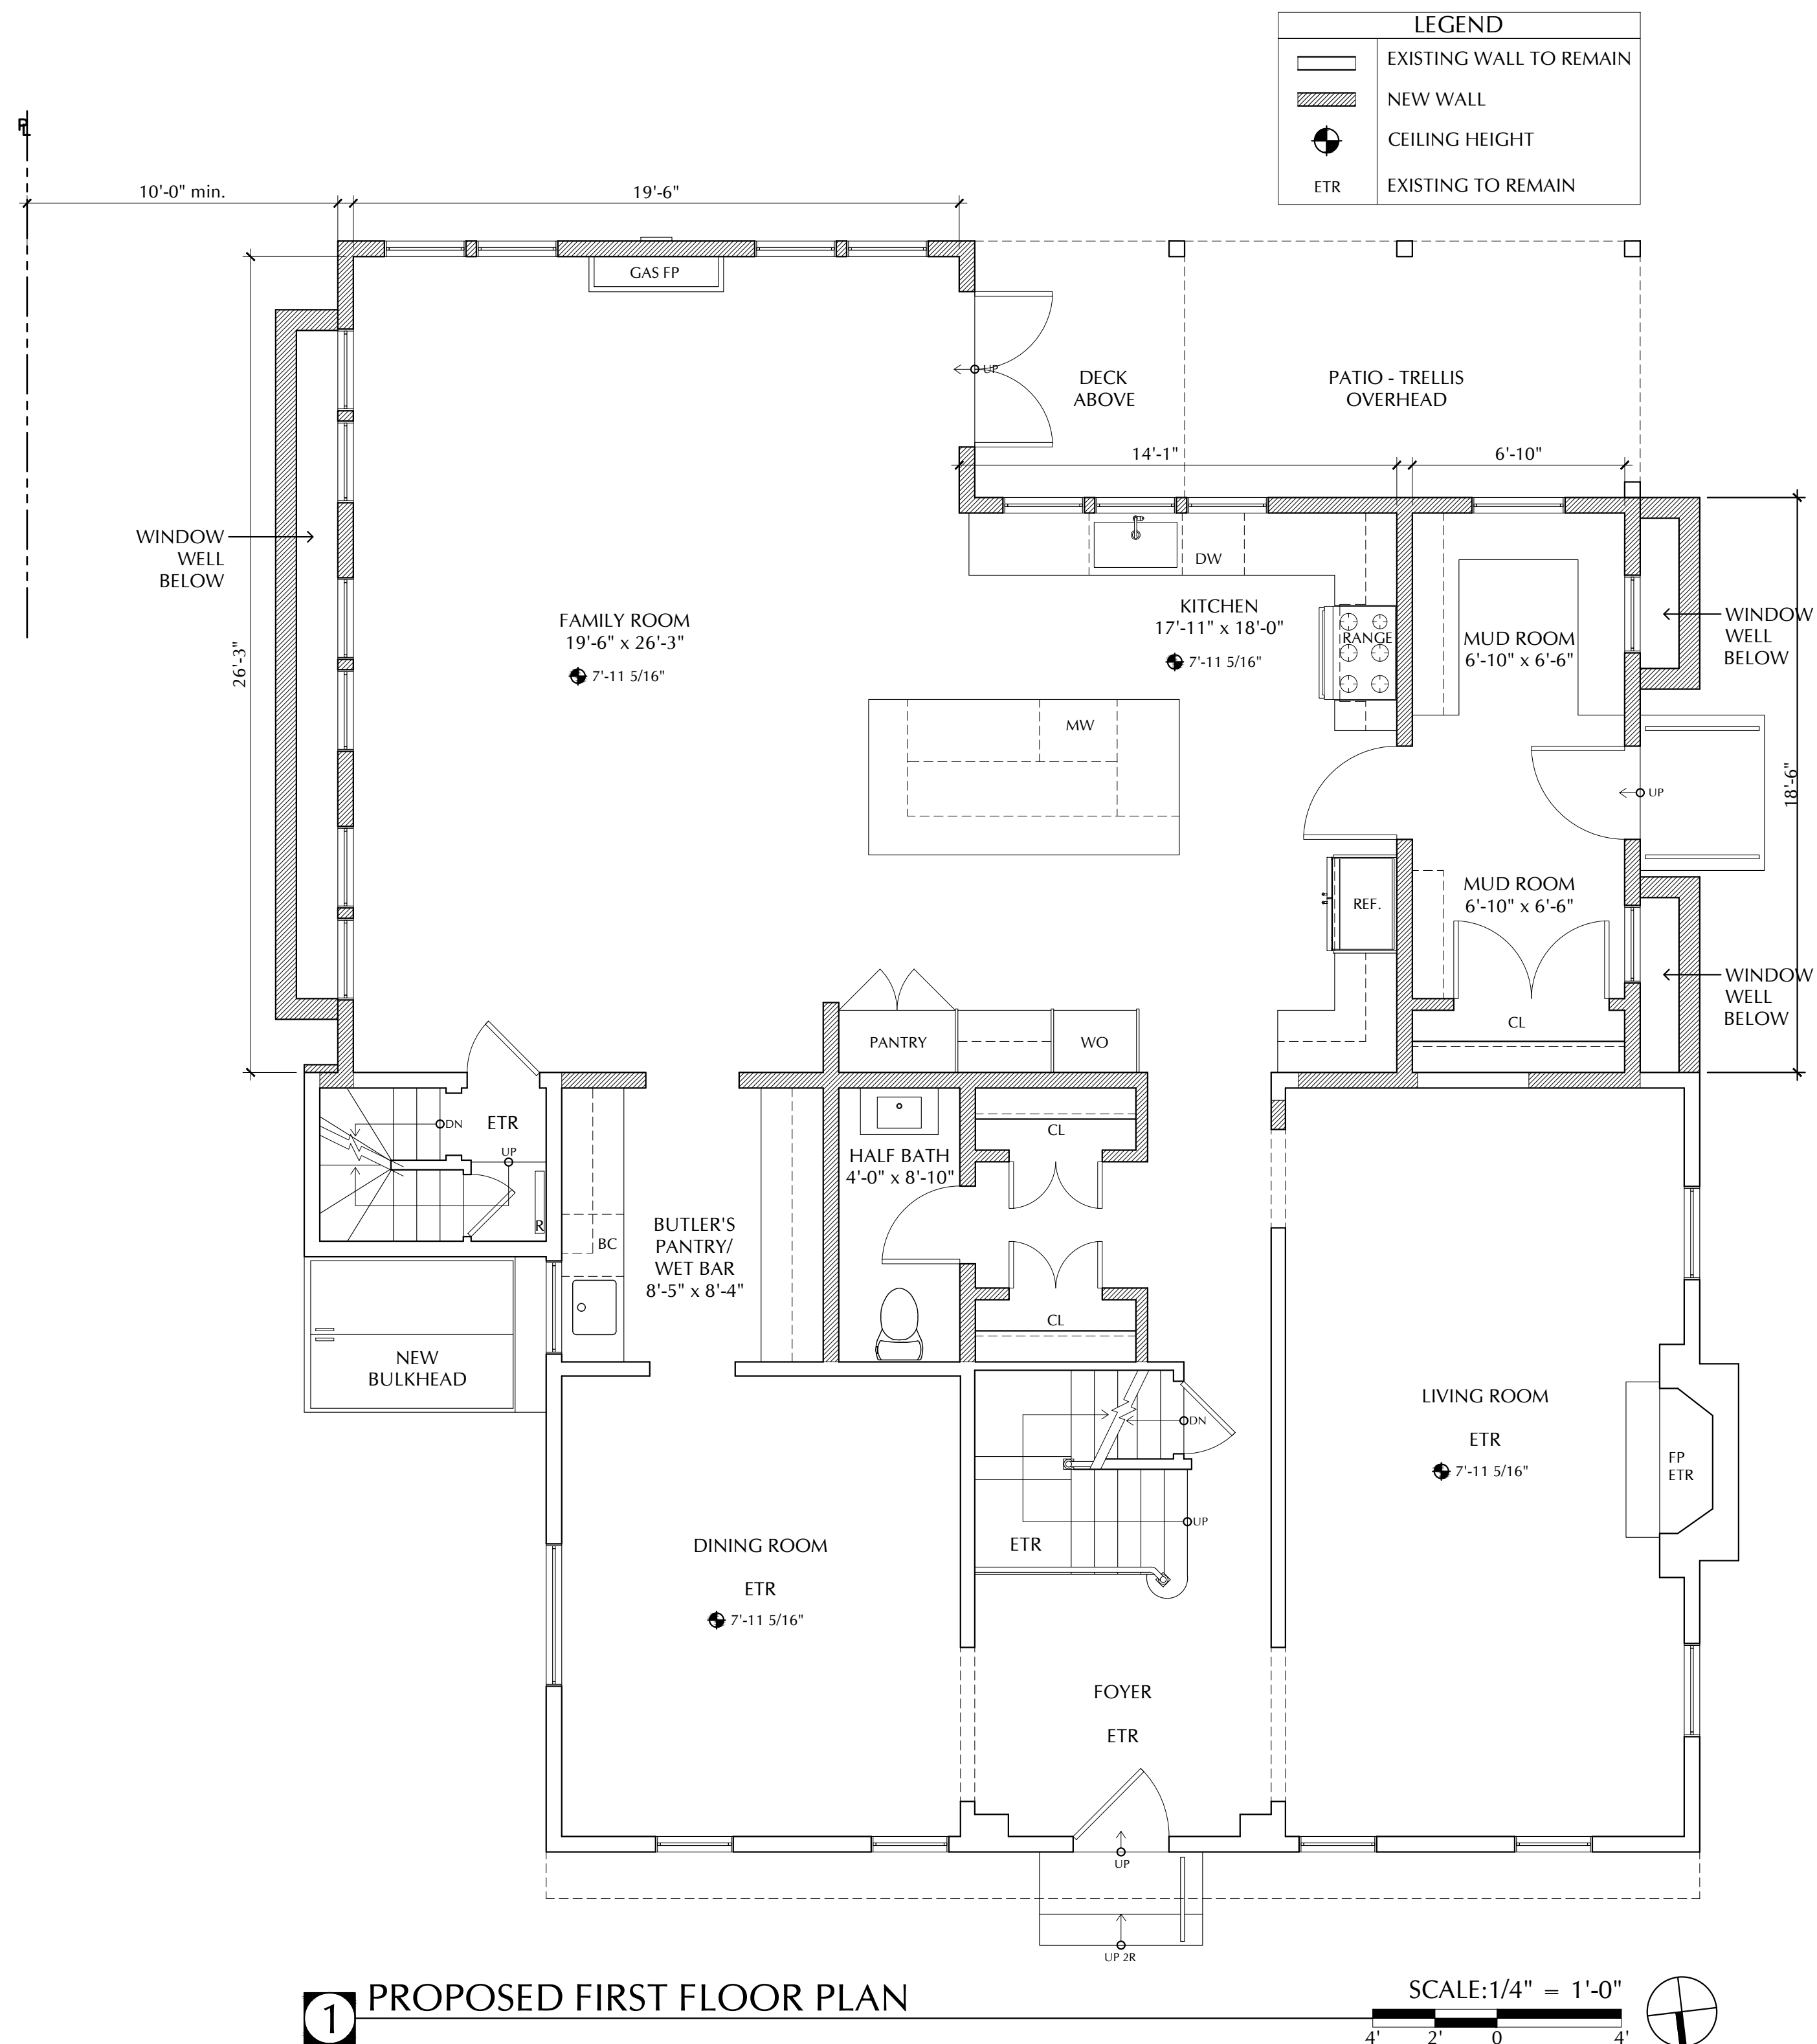 LEGEND
EXISTING WALL TO REMAIN
NEW WALL
CEILING HEIGHT
ETR EXISTING TO REMAIN
PL
10'-0" min.
19'-6"
GAS FP
UP
DECK
ABOVE
PATIO - TRELLIS
OVERHEAD
14'-1"
6'-10"
WINDOW
WELL
BELOW
26'-3"
FAMILY ROOM
19'-6" x 26'-3"
7'-11 5/16"
DW
KITCHEN
17'-11" x 18'-0"
7'-11 5/16"
RANGE
MUD ROOM
6'-10" x 6'-6"
WINDOW
WELL
BELOW
MW
UP
18'-6"
REF.
MUD ROOM
6'-10" x 6'-6"
WINDOW
WELL
BELOW
CL
PANTRY
WO
DN
ETR
UP
R
BC
BUTLER'S
PANTRY/
WET BAR
8'-5" x 8'-4"
HALF BATH
4'-0" x 8'-10"
CL
CL
NEW
BULKHEAD
DN
UP
ETR
LIVING ROOM
ETR
7'-11 5/16"
FP
ETR
DINING ROOM
ETR
7'-11 5/16"
FOYER
ETR
UP
UP 2R
1 PROPOSED FIRST FLOOR PLAN
SCALE:1/4" = 1'-0"
4' 2' 0 4'